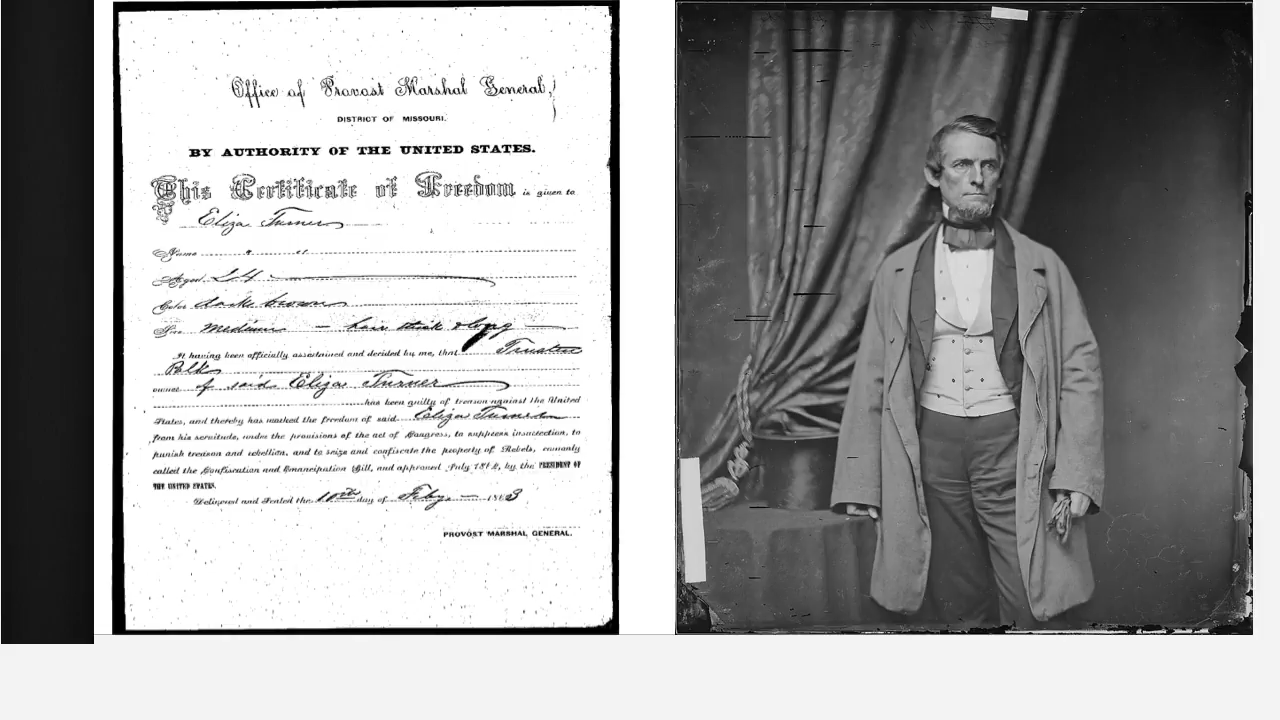 Office of Provost Marshal General,
DISTRICT OF MISSOURI.
BY AUTHORITY OF THE UNITED STATES.
This Certificate of Freedom is given to
Eliza Turner
Name
Aged 24
Color dark brown
Size Medium — hair thick & long —
It having been officially ascertained and decided by me, that Trusten
Polk
owner of said Eliza Turner
has been guilty of treason against the United
States, and thereby has worked the freedom of said Eliza Turner
from his servitude, under the provisions of the act of Congress, to suppress insurrection, to
punish treason and rebellion, and to seize and confiscate the property of Rebels, commonly
called the Confiscation and Emancipation Bill, and approved July 1862, by the PRESIDENT OF
THE UNITED STATES.
Delivered and Sealed the 10th day of Feby — 1863
PROVOST MARSHAL GENERAL.